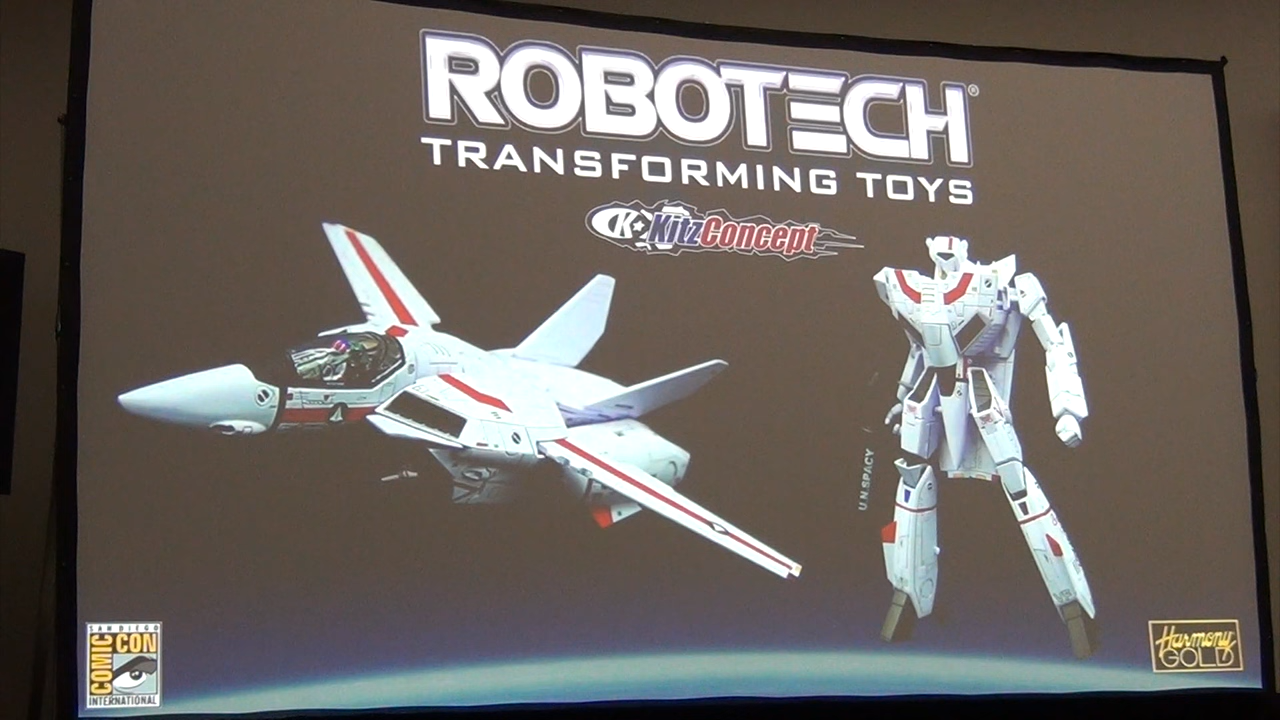 ROBOTECH®
TRANSFORMING TOYS
K KitzConcept
U.N.SPACY
SAN DIEGO
COMIC CON
INTERNATIONAL
Harmony
GOLD